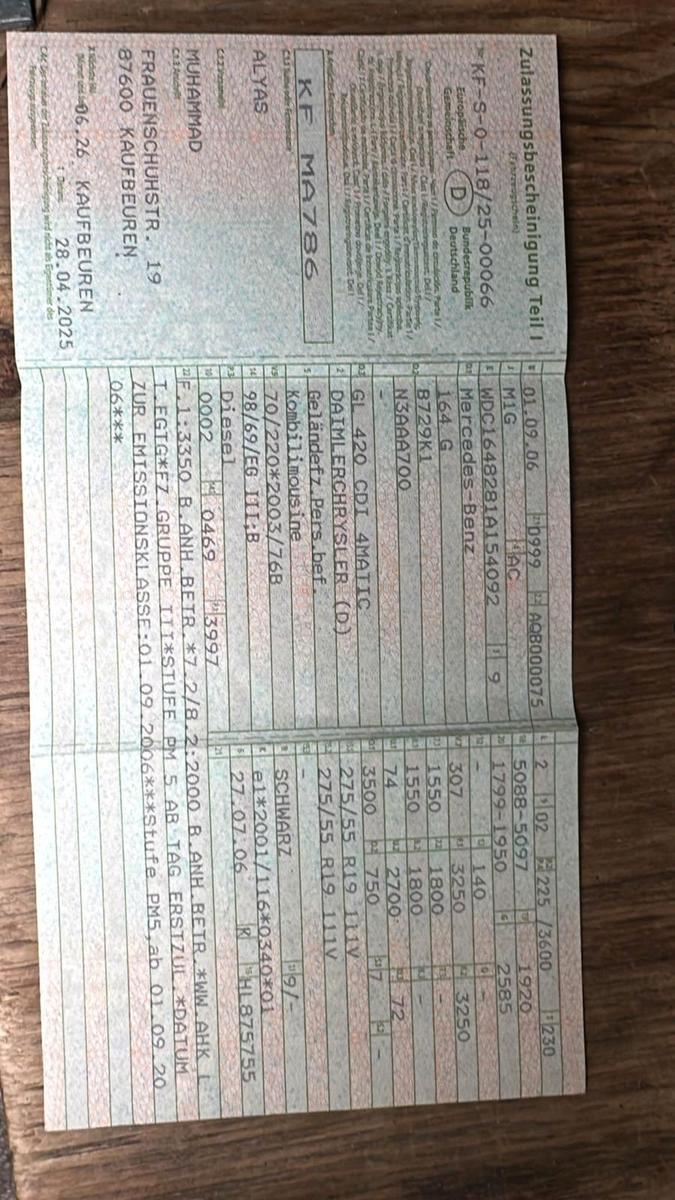 Zulassungsbescheinigung Teil I
(Fahrzeugschein)
KF-S-0-118/25-00066
Europäische
Gemeinschaft
D
Bundesrepublik
Deutschland
KF MA786
ALYAS
MUHAMMAD
FRAUENSCHUHSTR. 19
87600 KAUFBEUREN
06.26 KAUFBEUREN
28.04.2025
01.09.06 0999 AQB000075
M1G AC
WDC1648281A154092 9
Mercedes-Benz
164 G
B729K1
N3AAA700
-
GL 420 CDI 4MATIC
DAIMLERCHRYSLER (D)
Geländefz.Pers.bef.
Kombilimousine
70/220*2003/76B
98/69/EG III;B
Diesel
0002 0469 3997
F.1:3350 B.ANH.BETR.*7.2/8.2:2000 B.ANH.BETR.*WW.AHK L
T.EGTG*FZ.GRUPPE III*STUFE PM 5 AB TAG ERSTZUL.*DATUM
ZUR EMISSIONSKLASSE:01.09.2006***Stufe PM5,ab 01.09.20
06***
2 02 225 /3600 230
5088-5097 1920
1799-1950 2585
- 140 -
307 3250 3250
1550 1800 -
1550 1800 -
74 2700 72
3500 750 7 -
275/55 R19 111V
275/55 R19 111V
-
SCHWARZ 9/-
e1*2001/116*0340*01
27.07.06 K HL875755